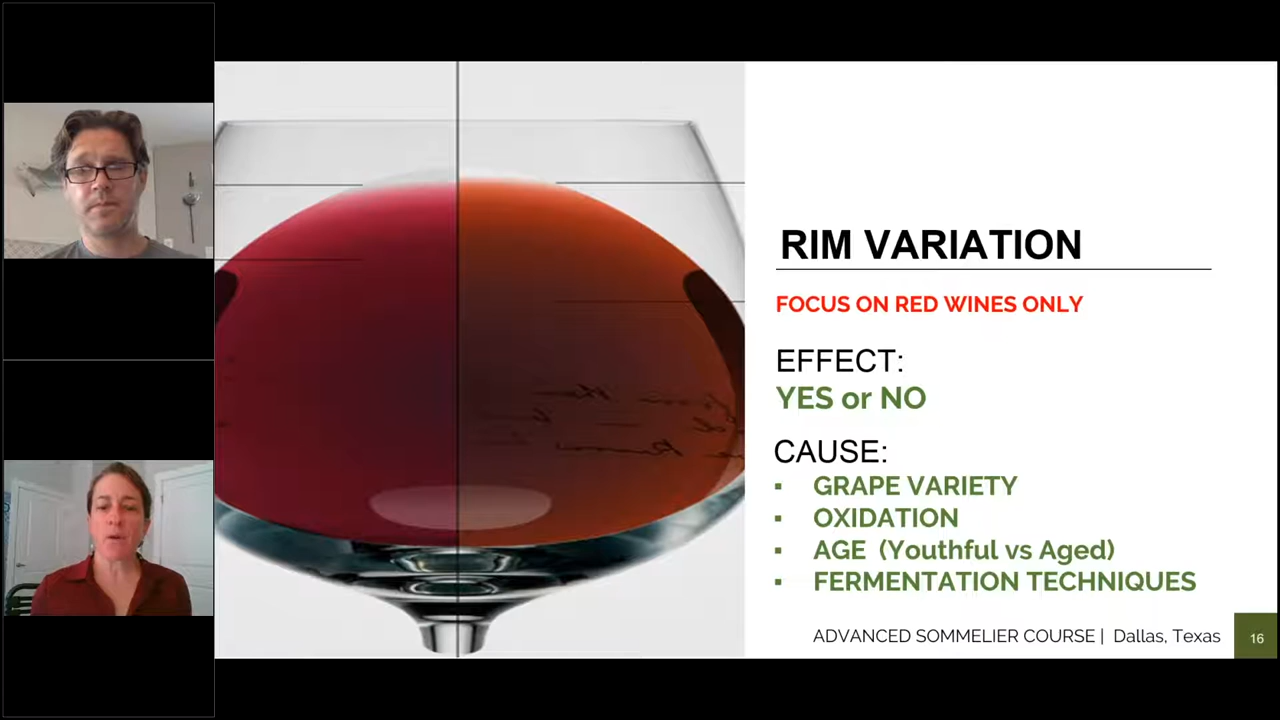 RIM VARIATION
FOCUS ON RED WINES ONLY
EFFECT:
YES or NO
CAUSE:
▪ GRAPE VARIETY
▪ OXIDATION
▪ AGE (Youthful vs Aged)
▪ FERMENTATION TECHNIQUES
ADVANCED SOMMELIER COURSE | Dallas, Texas
16